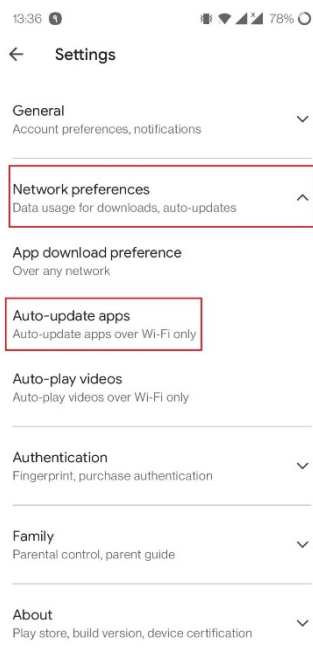 13:36
78%
Settings
General
Account preferences, notifications
Network preferences
Data usage for downloads, auto-updates
App download preference
Over any network
Auto-update apps
Auto-update apps over Wi-Fi only
Auto-play videos
Auto-play videos over Wi-Fi only
Authentication
Fingerprint, purchase authentication
Family
Parental control, parent guide
About
Play store, build version, device certification